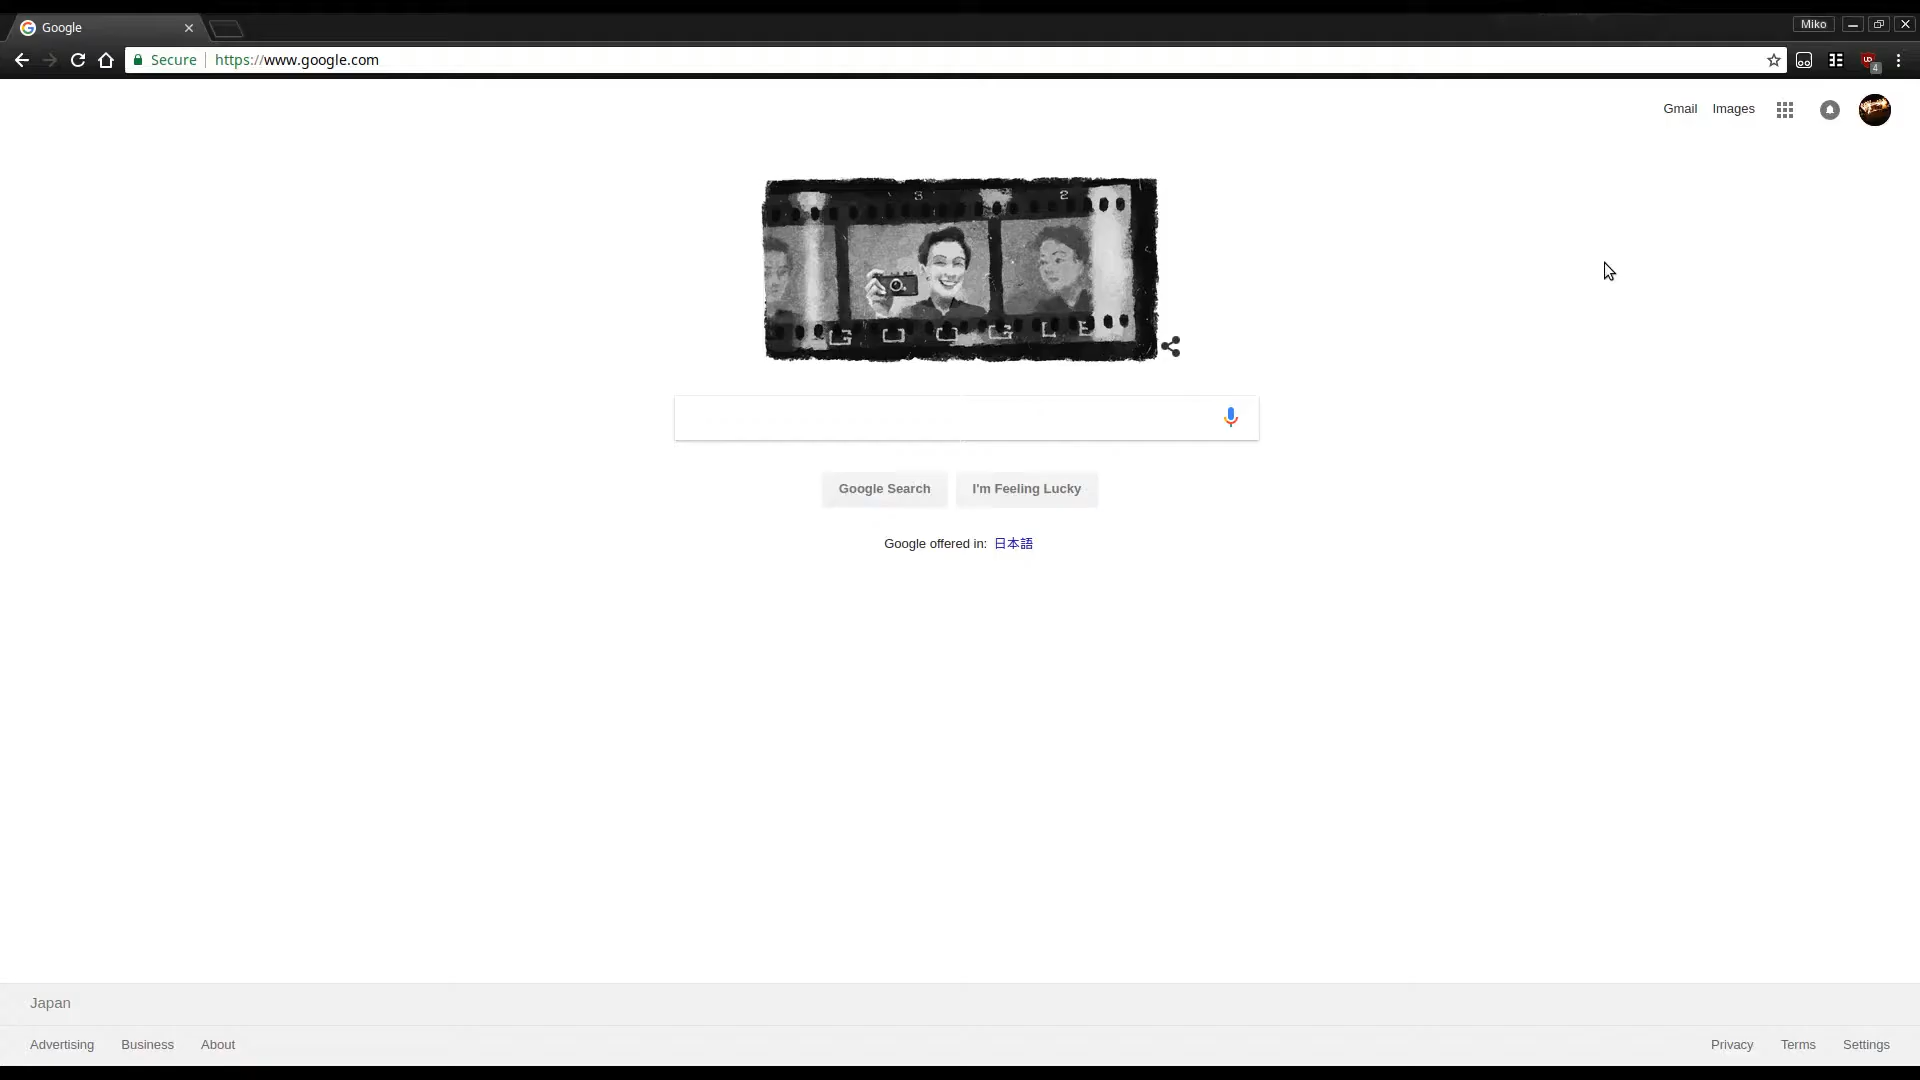 Google
Miko
Secure https://www.google.com
4
Gmail Images
3 2
G O O G L E
Google Search I'm Feeling Lucky
Google offered in: 日本語
Japan
Advertising Business About Privacy Terms Settings